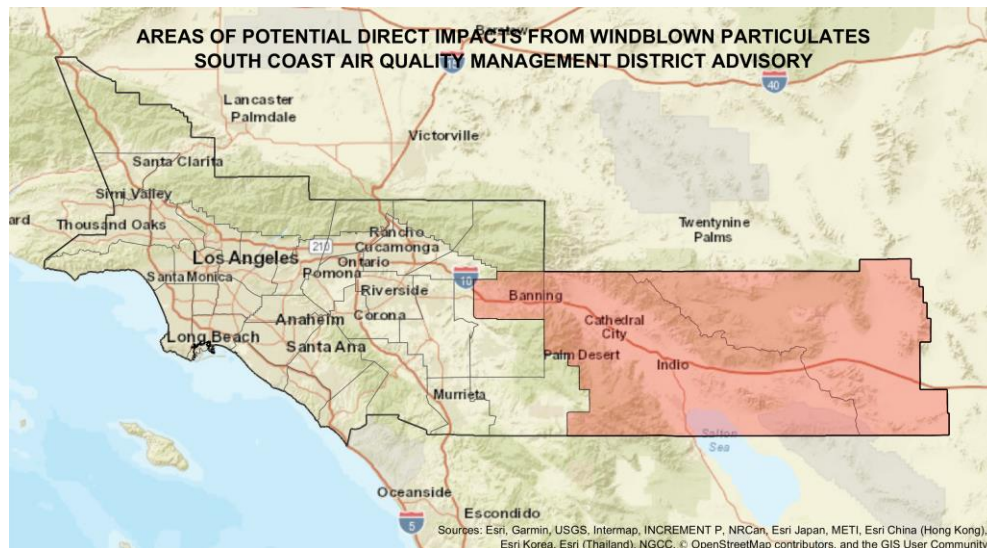 AREAS OF POTENTIAL DIRECT IMPACTS FROM WINDBLOWN PARTICULATES
SOUTH COAST AIR QUALITY MANAGEMENT DISTRICT ADVISORY
Barstow
15
40
Lancaster
Palmdale
Victorville
Santa Clarita
Simi Valley
Twentynine
Palms
ard
Thousand Oaks
Rancho
Cucamonga
210
Los Angeles
Ontario
Santa Monica
Pomona
10
Riverside
Banning
Anaheim
Corona
Cathedral
City
Long Beach
Santa Ana
Palm Desert
Indio
Murrieta
Salton
Sea
Oceanside
Escondido
5
Sources: Esri, Garmin, USGS, Intermap, INCREMENT P, NRCan, Esri Japan, METI, Esri China (Hong Kong),
Esri Korea, Esri (Thailand), NGCC, © OpenStreetMap contributors, and the GIS User Community